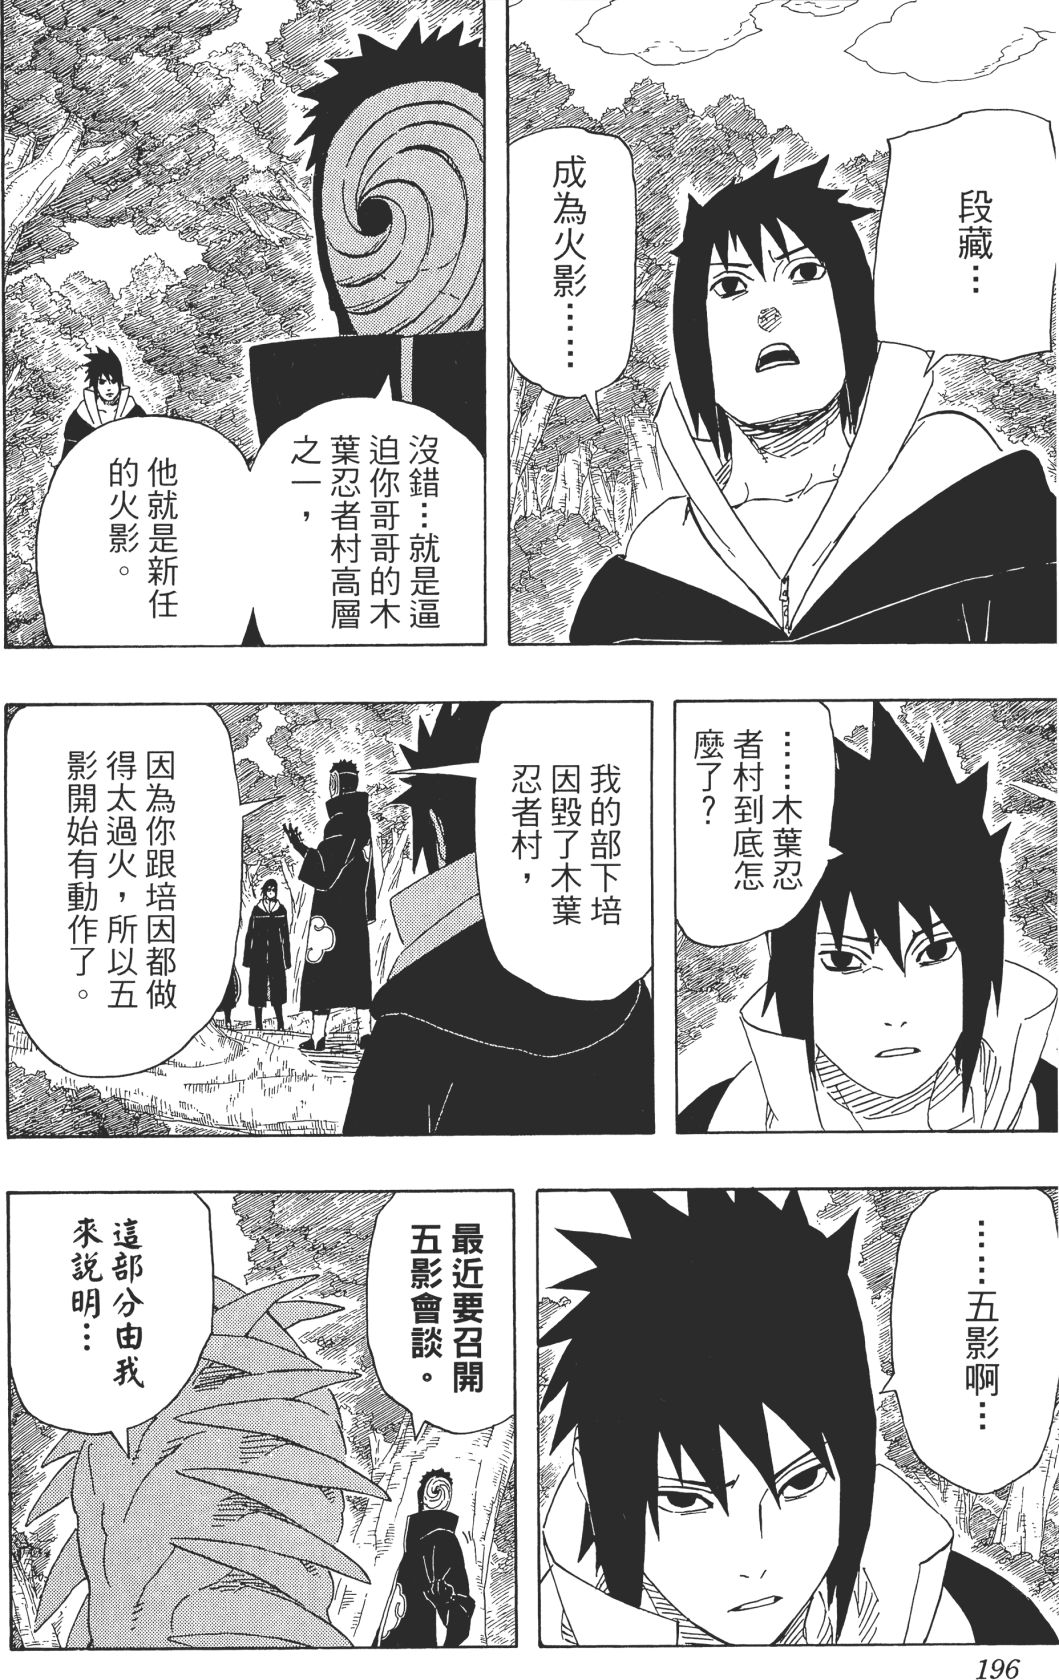 段藏…
成為火影……
沒錯…就是逼
迫你哥哥的木
葉忍者村高層
之一，
他就是新任
的火影。
……木葉忍
者村到底怎
麼了？
我的部下培
因毀了木葉
忍者村，
因為你跟培因都做
得太過火，所以五
影開始有動作了。
……五影啊…
最近要召開
五影會談。
這部分由我
來說明…
196